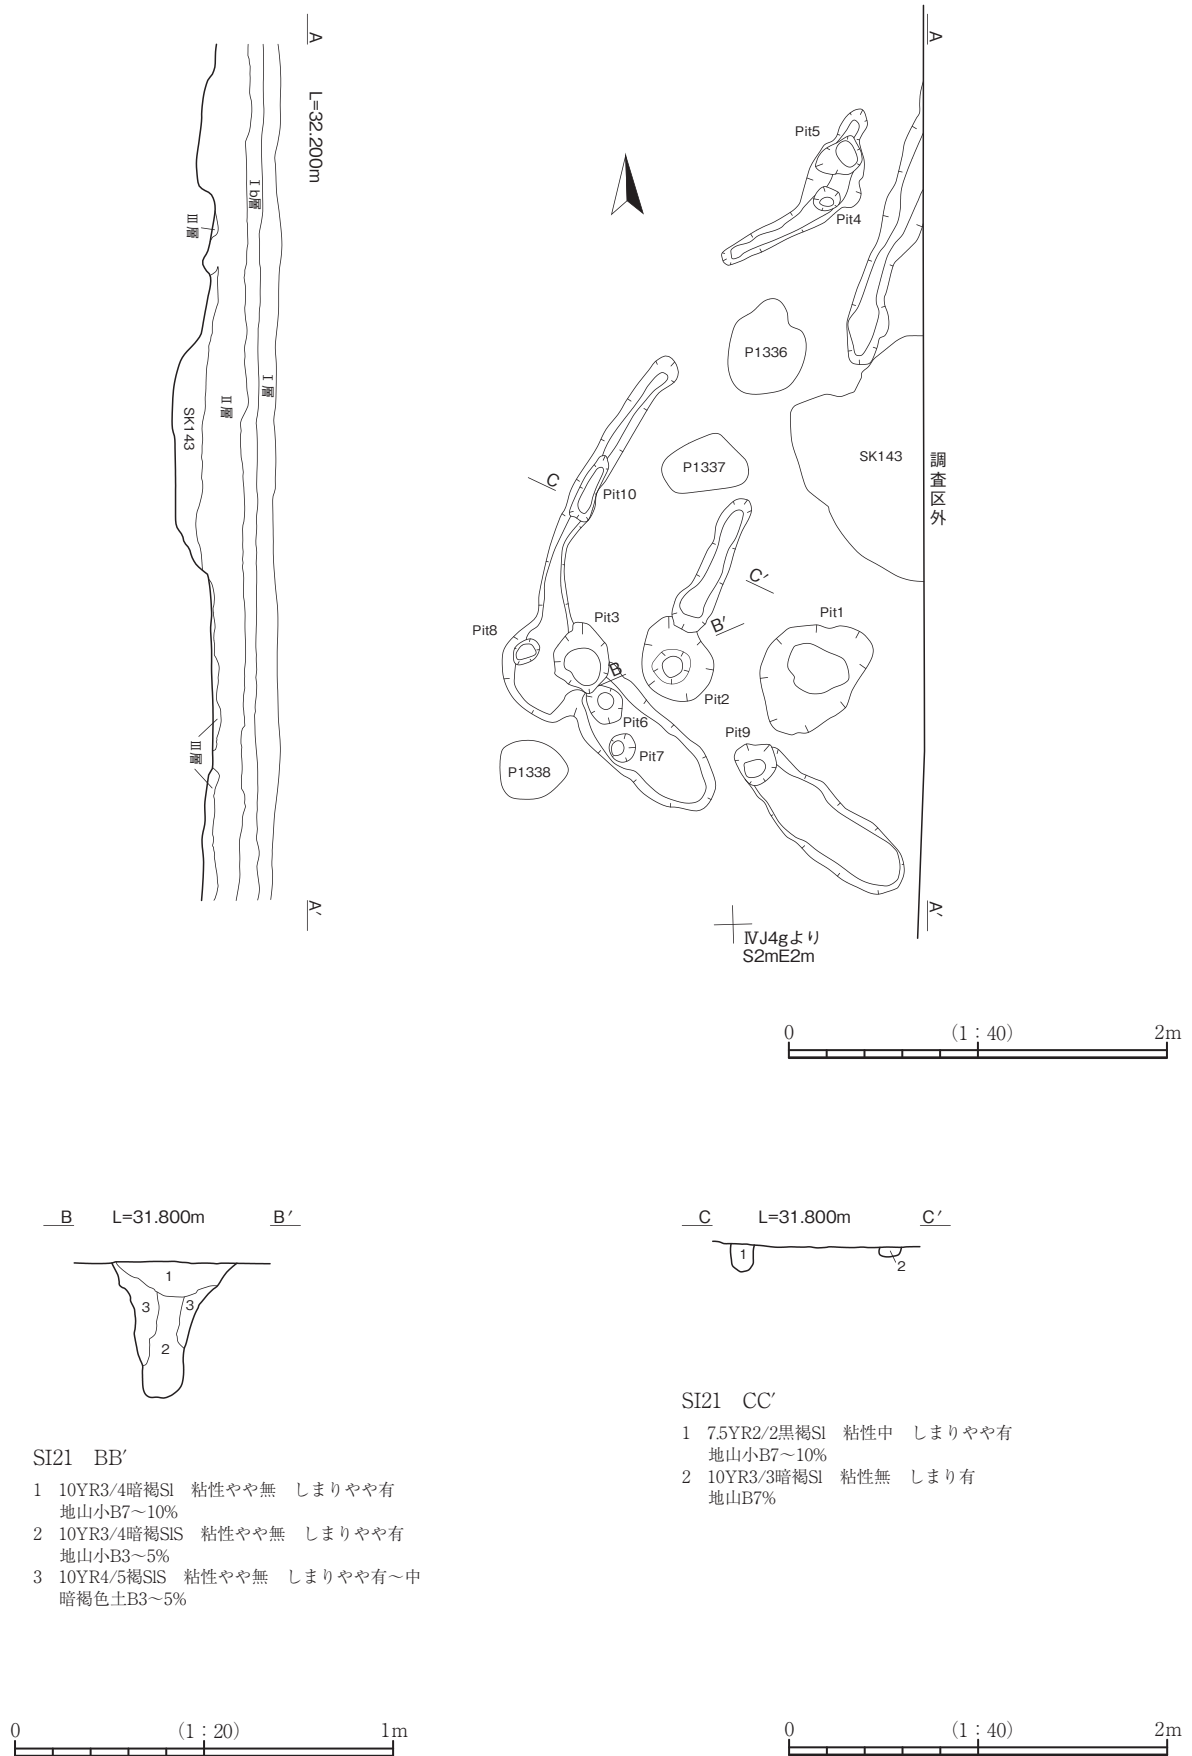 A
L=32.200m
Ⅰb層
Ⅲ層
Ⅰ層
Ⅱ層
SK143
Ⅲ層
A′
A
Pit5
Pit4
P1336
SK143
調査区外
P1337
C
Pit10
C′
B′
Pit1
Pit3
Pit8
B
Pit2
Pit6
Pit9
Pit7
P1338
A′
ⅣJ4gより
S2mE2m
0 (1：40) 2m
B L=31.800m B′
1
3 3
2
C L=31.800m C′
1
2
SI21 BB′
1 10YR3/4暗褐Sl 粘性やや無 しまりやや有
地山小B7～10%
2 10YR3/4暗褐SlS 粘性やや無 しまりやや有
地山小B3～5%
3 10YR4/5褐SlS 粘性やや無 しまりやや有～中
暗褐色土B3～5%
SI21 CC′
1 7.5YR2/2黒褐Sl 粘性中 しまりやや有
地山小B7～10%
2 10YR3/3暗褐Sl 粘性無 しまり有
地山B7%
0 (1：20) 1m
0 (1：40) 2m